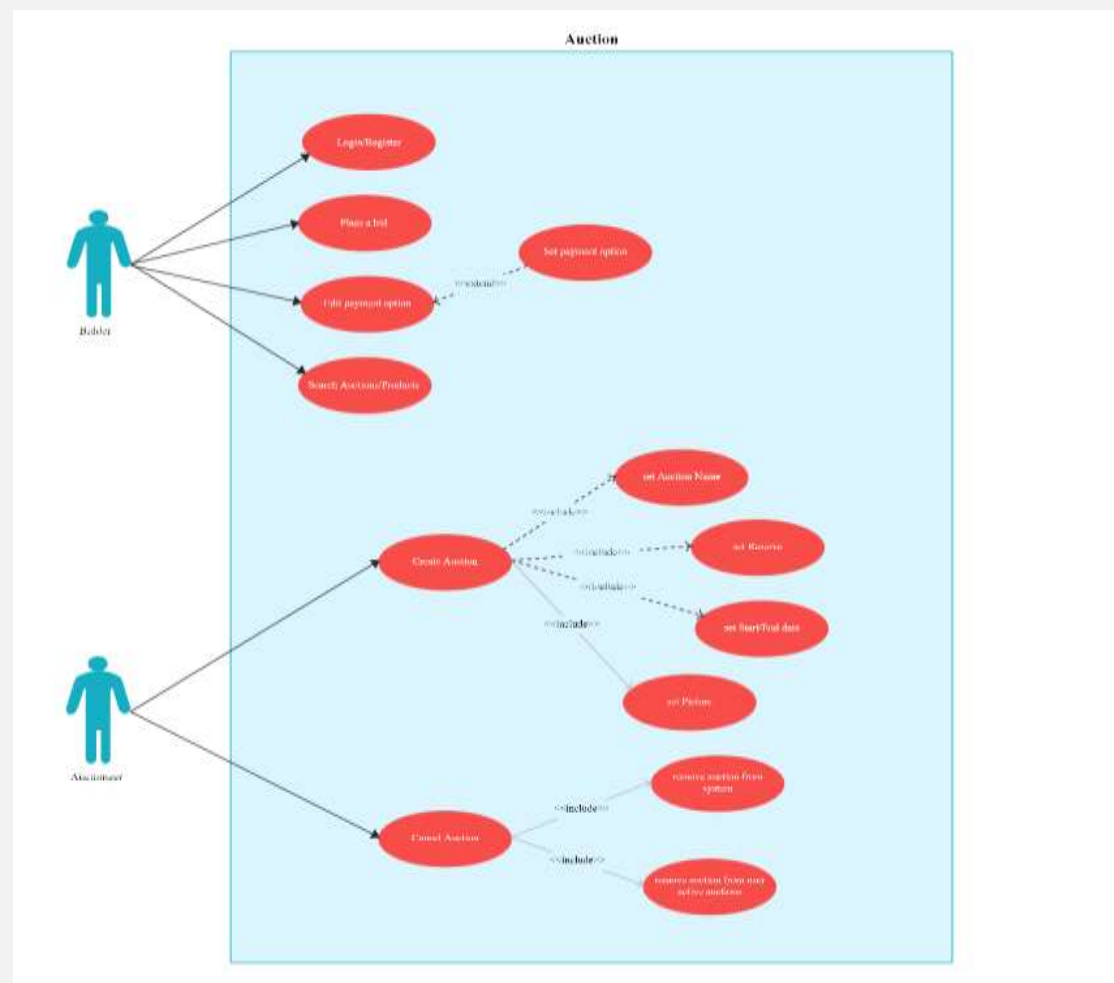 Auction
Login/Register
Place a bid
Set payment option
<<extend>>
Edit payment option
Bidder
Search Auctions/Products
set Auction Name
<<include>>
set Reserve
<<include>>
<<include>>
Create Auction
set Start/End date
<<include>>
set Picture
Auctioneer
remove auction from
system
<<include>>
Cancel Auction
<<include>>
remove auction from user
active auctions